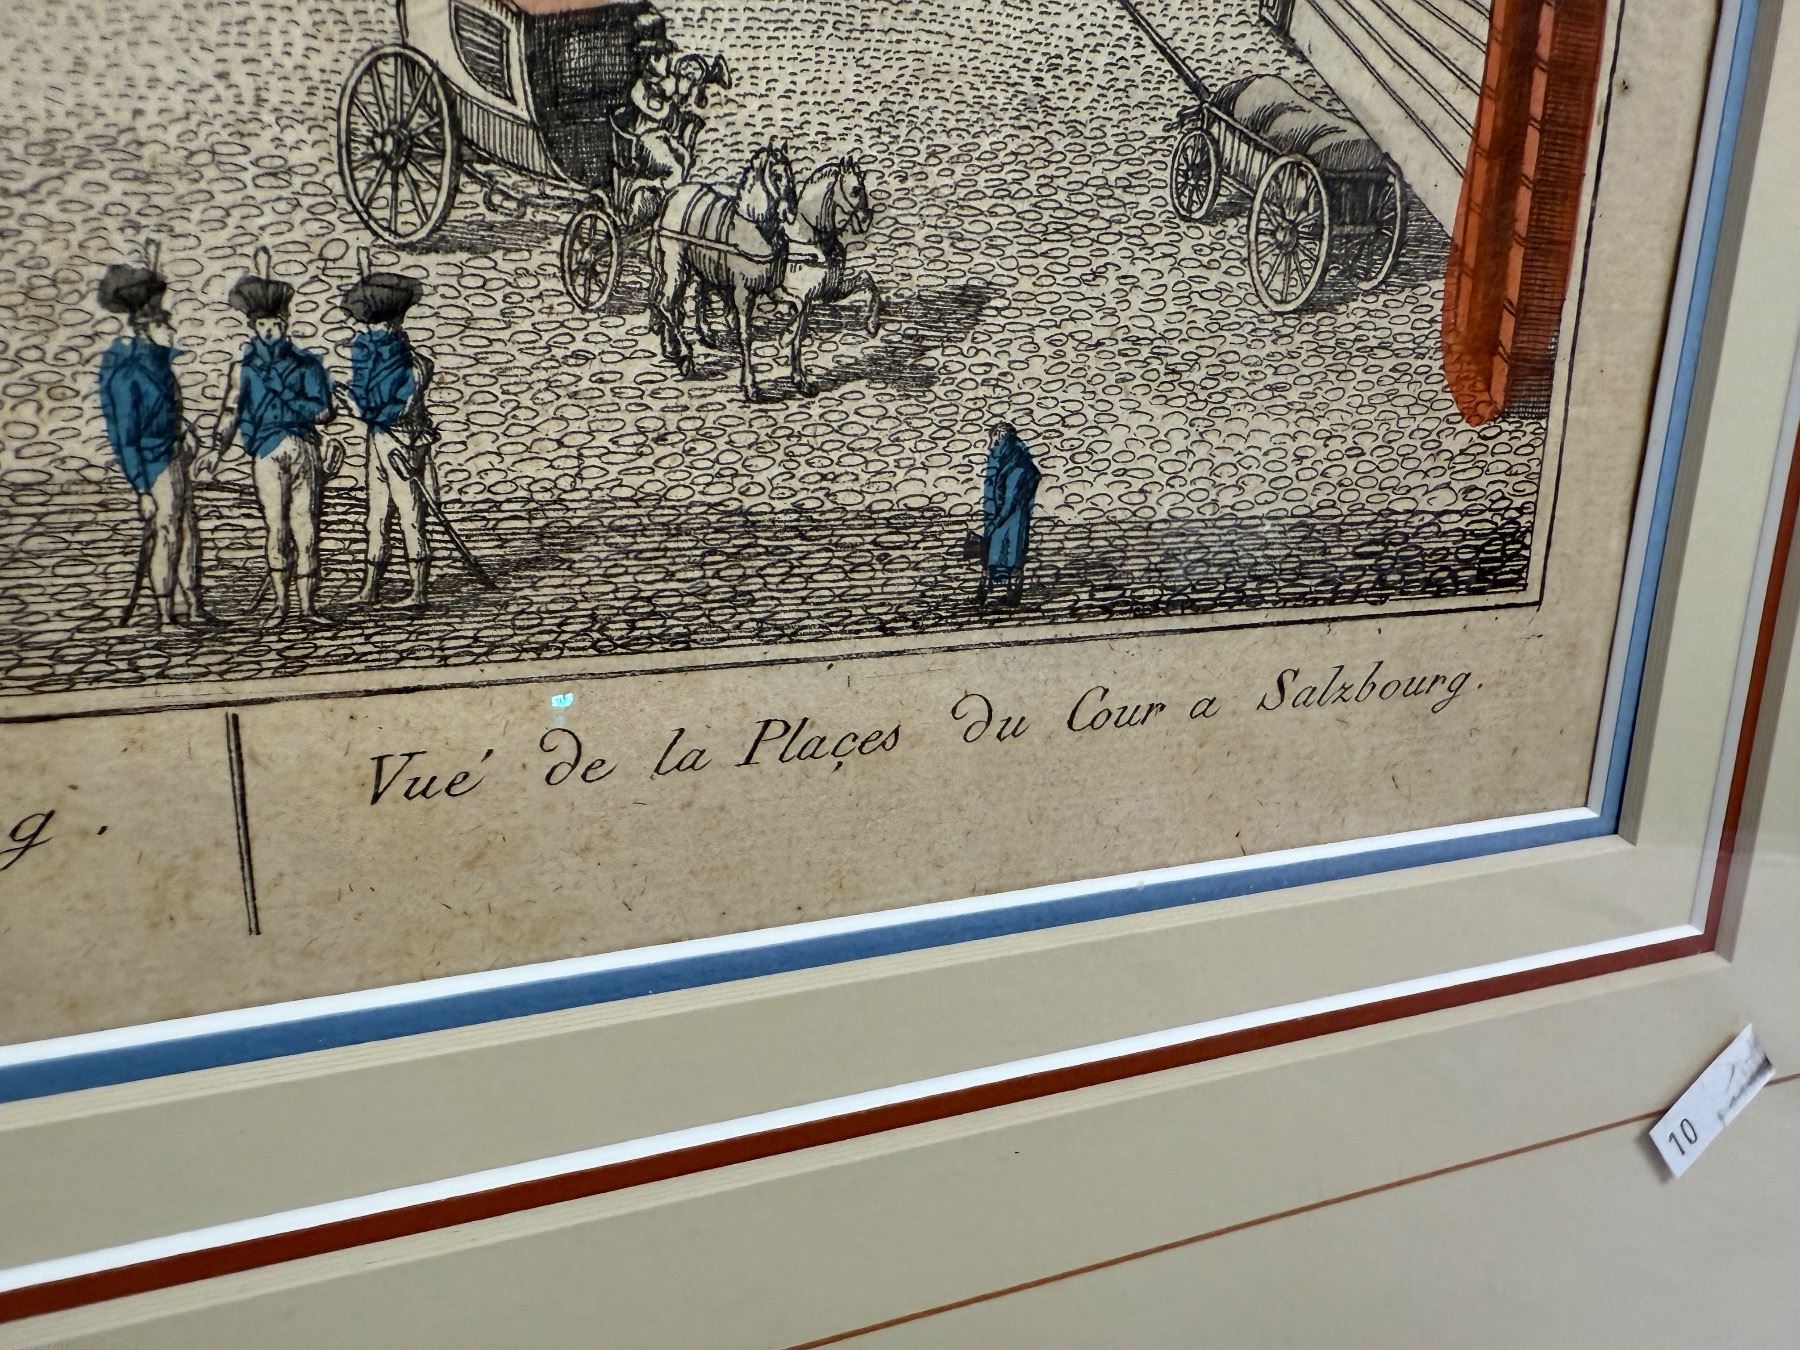 g.
Vué de la Plaçes du Cour a Salzbourg.
10